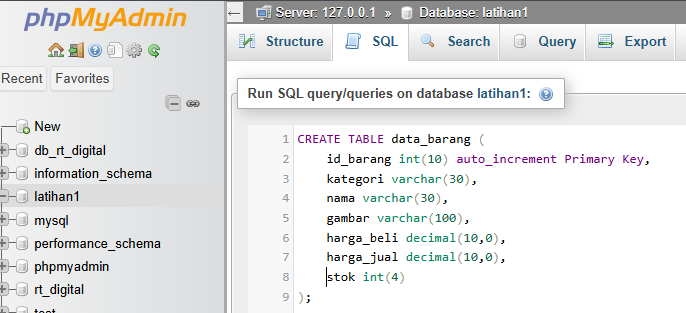 phpMyAdmin
Server: 127.0.0.1 » Database: latihan1
Structure SQL Search Query Export
Recent Favorites
Run SQL query/queries on database latihan1:
New
db_rt_digital
information_schema
latihan1
mysql
performance_schema
phpmyadmin
rt_digital
test
1 CREATE TABLE data_barang (
2 id_barang int(10) auto_increment Primary Key,
3 kategori varchar(30),
4 nama varchar(30),
5 gambar varchar(100),
6 harga_beli decimal(10,0),
7 harga_jual decimal(10,0),
8 stok int(4)
9 );